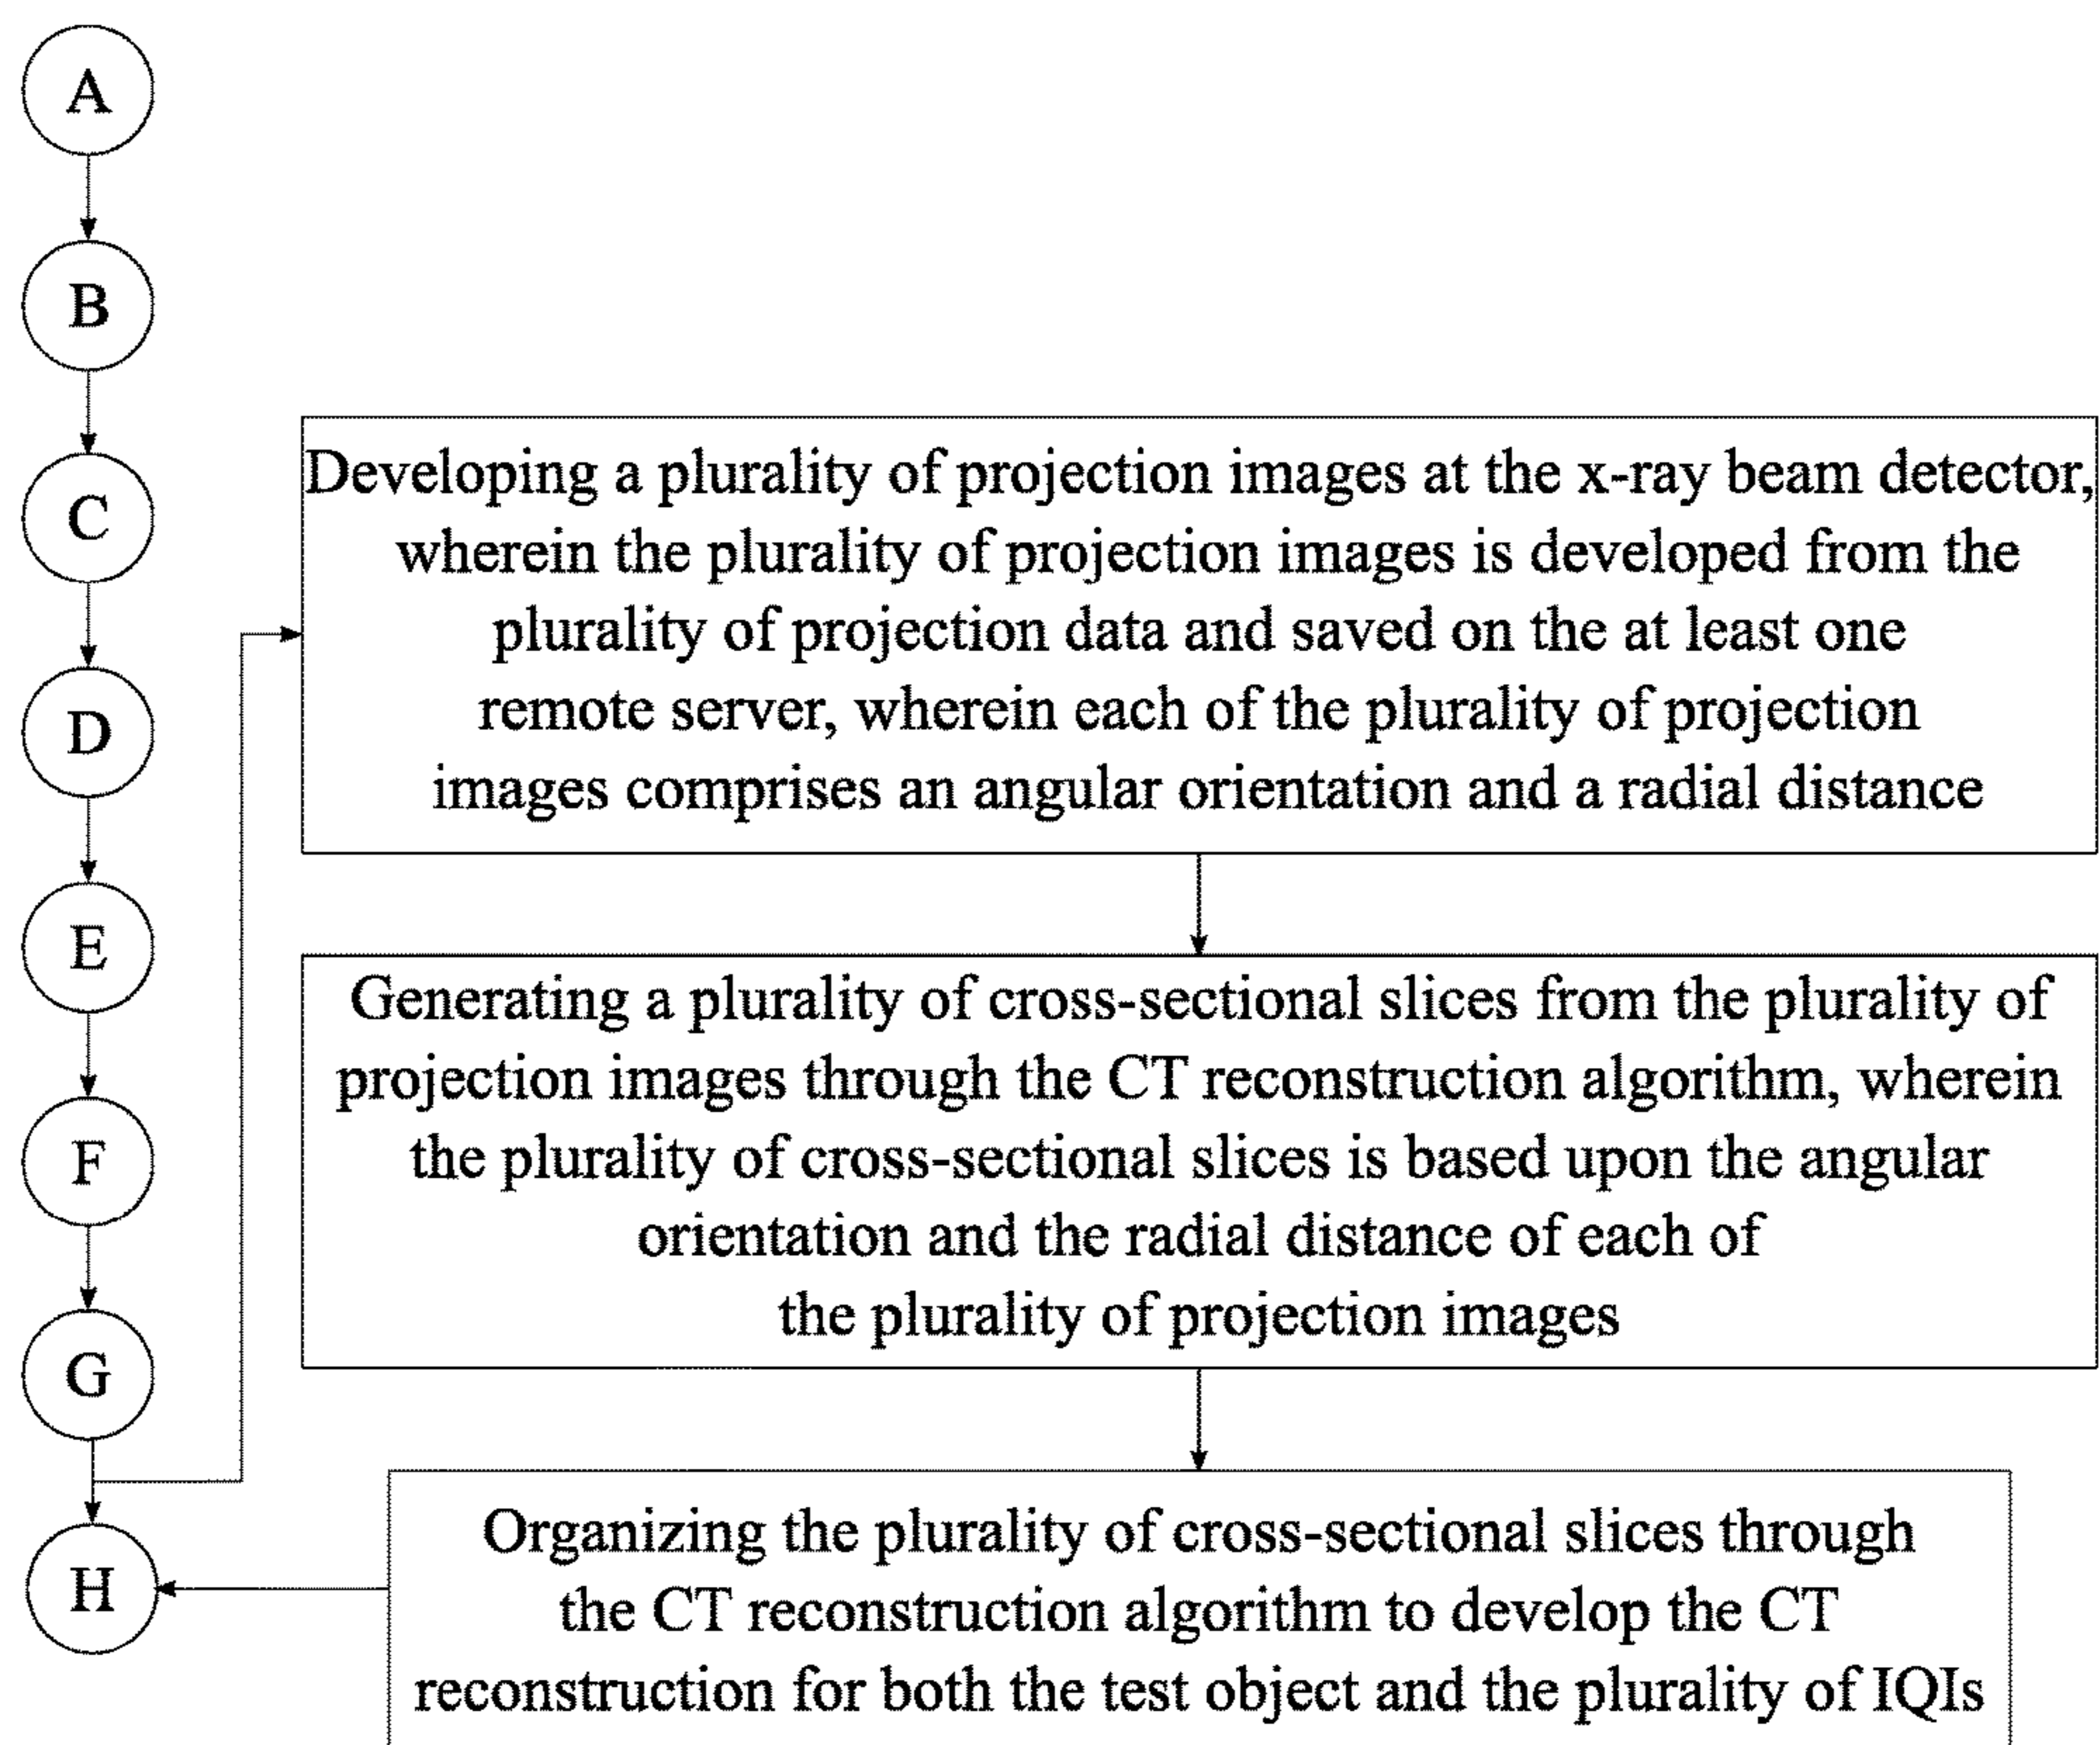 A
B
C
D
E
F
G
H
Developing a plurality of projection images at the x-ray beam detector,
wherein the plurality of projection images is developed from the
plurality of projection data and saved on the at least one
remote server, wherein each of the plurality of projection
images comprises an angular orientation and a radial distance
Generating a plurality of cross-sectional slices from the plurality of
projection images through the CT reconstruction algorithm, wherein
the plurality of cross-sectional slices is based upon the angular
orientation and the radial distance of each of
the plurality of projection images
Organizing the plurality of cross-sectional slices through
the CT reconstruction algorithm to develop the CT
reconstruction for both the test object and the plurality of IQIs